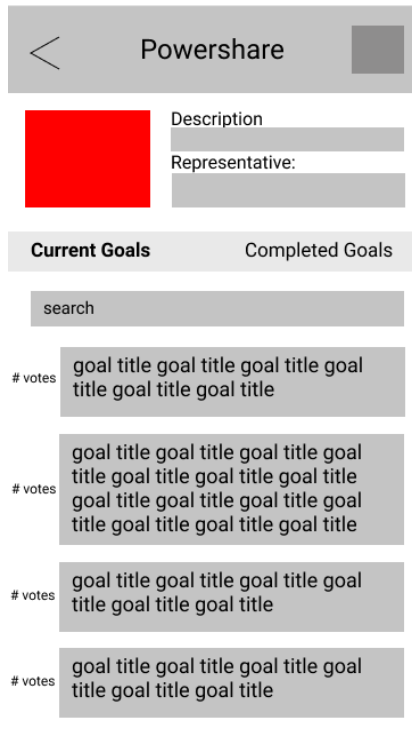 Powershare
Description
Representative:
Current Goals
Completed Goals
search
# votes
goal title goal title goal title goal
title goal title goal title
# votes
goal title goal title goal title goal
title goal title goal title goal title
goal title goal title goal title goal
title goal title goal title goal title
# votes
goal title goal title goal title goal
title goal title goal title
# votes
goal title goal title goal title goal
title goal title goal title